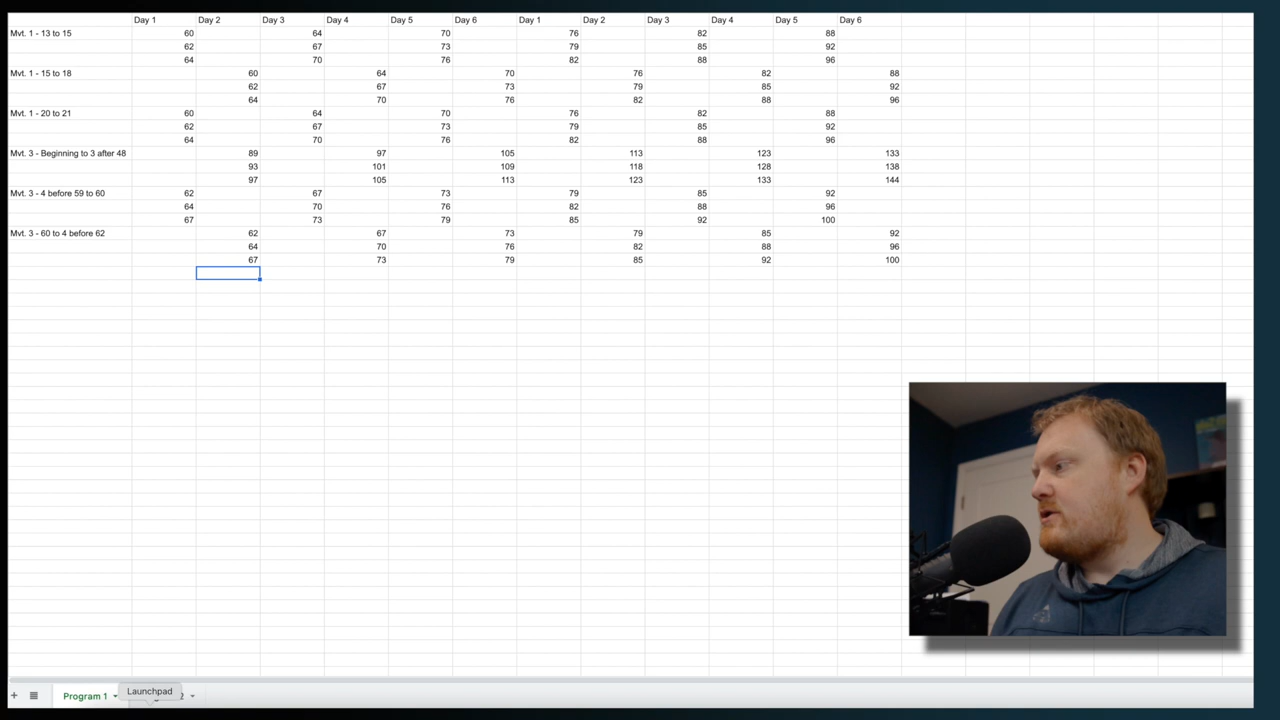 Day 1 Day 2 Day 3 Day 4 Day 5 Day 6 Day 1 Day 2 Day 3 Day 4 Day 5 Day 6
Mvt. 1 - 13 to 15 60 64 70 76 82 88
62 67 73 79 85 92
64 70 76 82 88 96
Mvt. 1 - 15 to 18 60 64 70 76 82 88
62 67 73 79 85 92
64 70 76 82 88 96
Mvt. 1 - 20 to 21 60 64 70 76 82 88
62 67 73 79 85 92
64 70 76 82 88 96
Mvt. 3 - Beginning to 3 after 48 89 97 105 113 123 133
93 101 109 118 128 138
97 105 113 123 133 144
Mvt. 3 - 4 before 59 to 60 62 67 73 79 85 92
64 70 76 82 88 96
67 73 79 85 92 100
Mvt. 3 - 60 to 4 before 62 62 67 73 79 85 92
64 70 76 82 88 96
67 73 79 85 92 100
Program 1 Launchpad